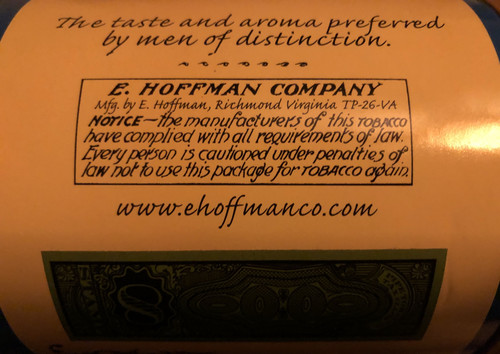 The taste and aroma preferred
by men of distinction.
E. HOFFMAN COMPANY
Mfg. by E. Hoffman, Richmond Virginia TP-26-VA
NOTICE—the manufacturers of this TOBACCO
have complied with all requirements of law.
Every person is cautioned under penalties of
law not to use this package for TOBACCO again.
www.ehoffmanco.com